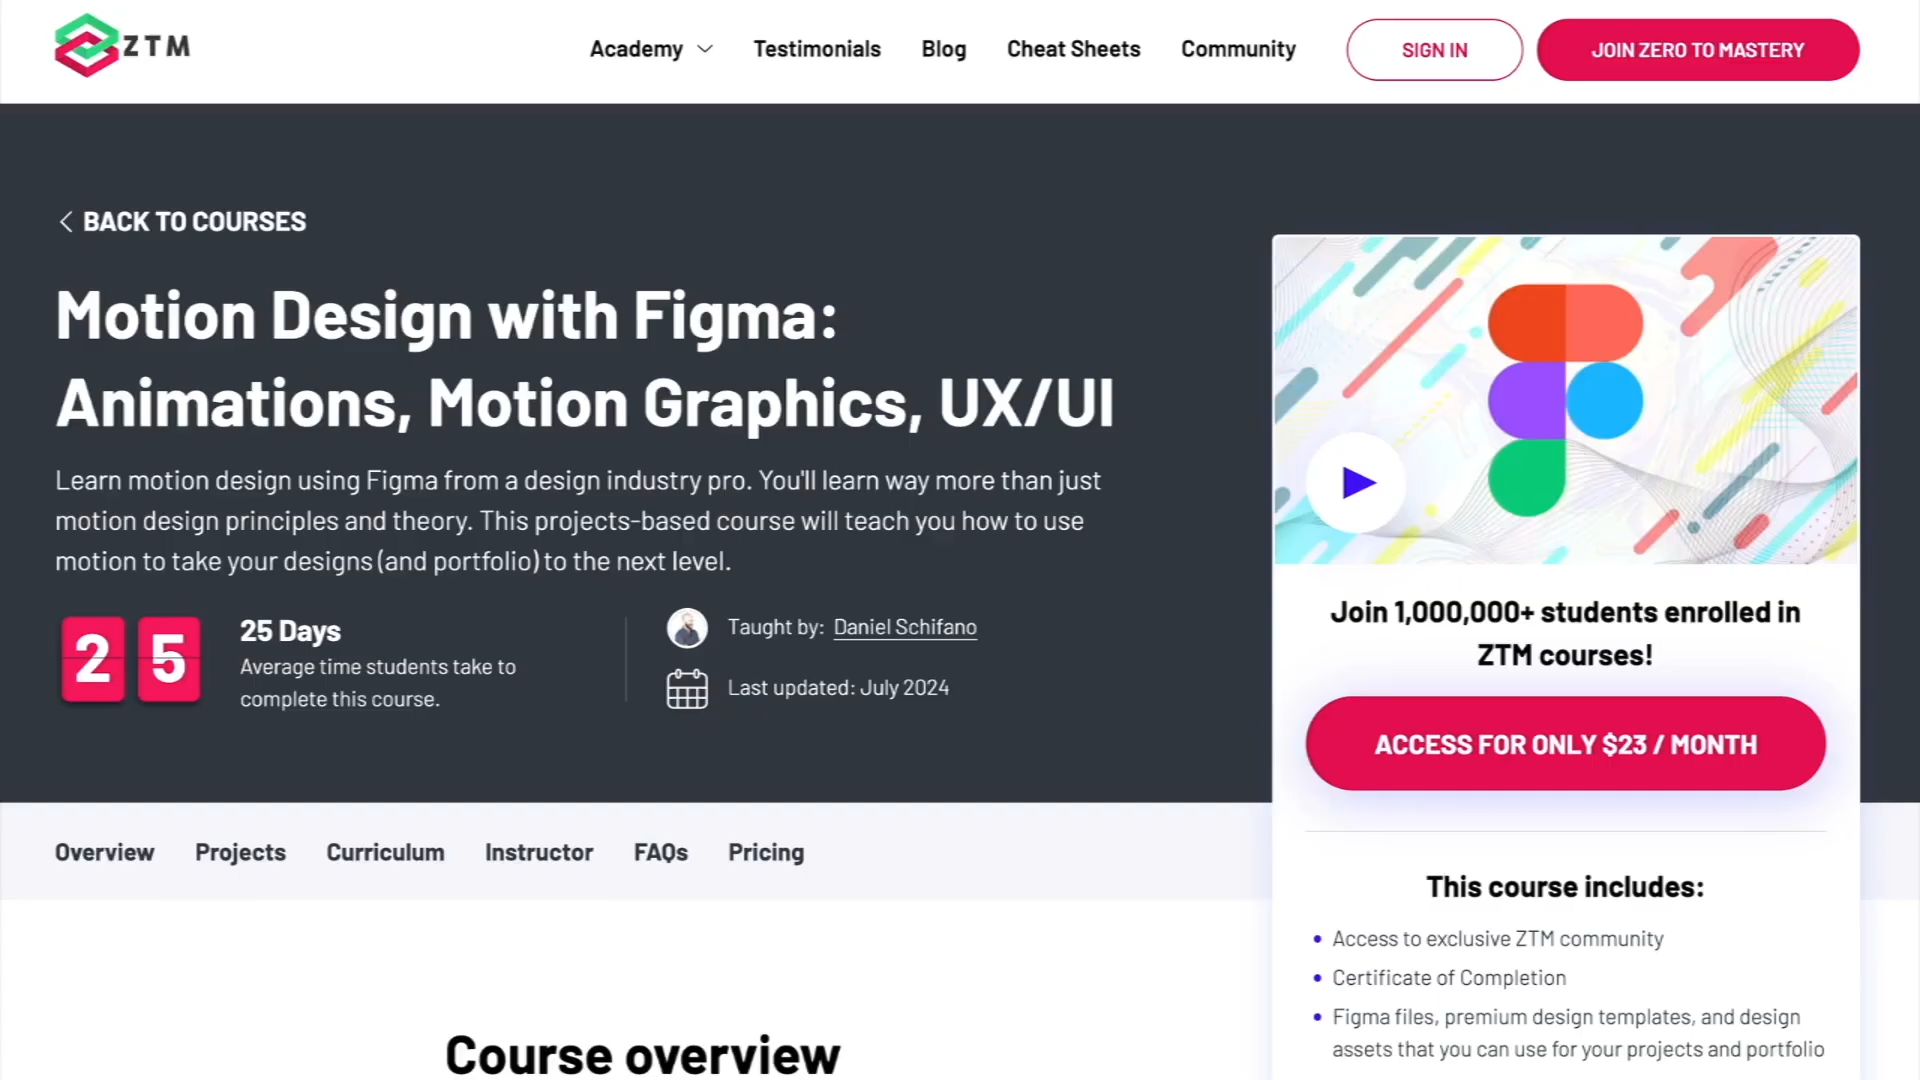 ZTM
Academy
Testimonials
Blog
Cheat Sheets
Community
SIGN IN
JOIN ZERO TO MASTERY
BACK TO COURSES
Motion Design with Figma:
Animations, Motion Graphics, UX/UI
Learn motion design using Figma from a design industry pro. You'll learn way more than just
motion design principles and theory. This projects-based course will teach you how to use
motion to take your designs (and portfolio) to the next level.
25
25 Days
Average time students take to
complete this course.
Taught by: Daniel Schifano
Last updated: July 2024
Join 1,000,000+ students enrolled in
ZTM courses!
ACCESS FOR ONLY $23 / MONTH
Overview
Projects
Curriculum
Instructor
FAQs
Pricing
This course includes:
Access to exclusive ZTM community
Certificate of Completion
Figma files, premium design templates, and design
assets that you can use for your projects and portfolio
Course overview